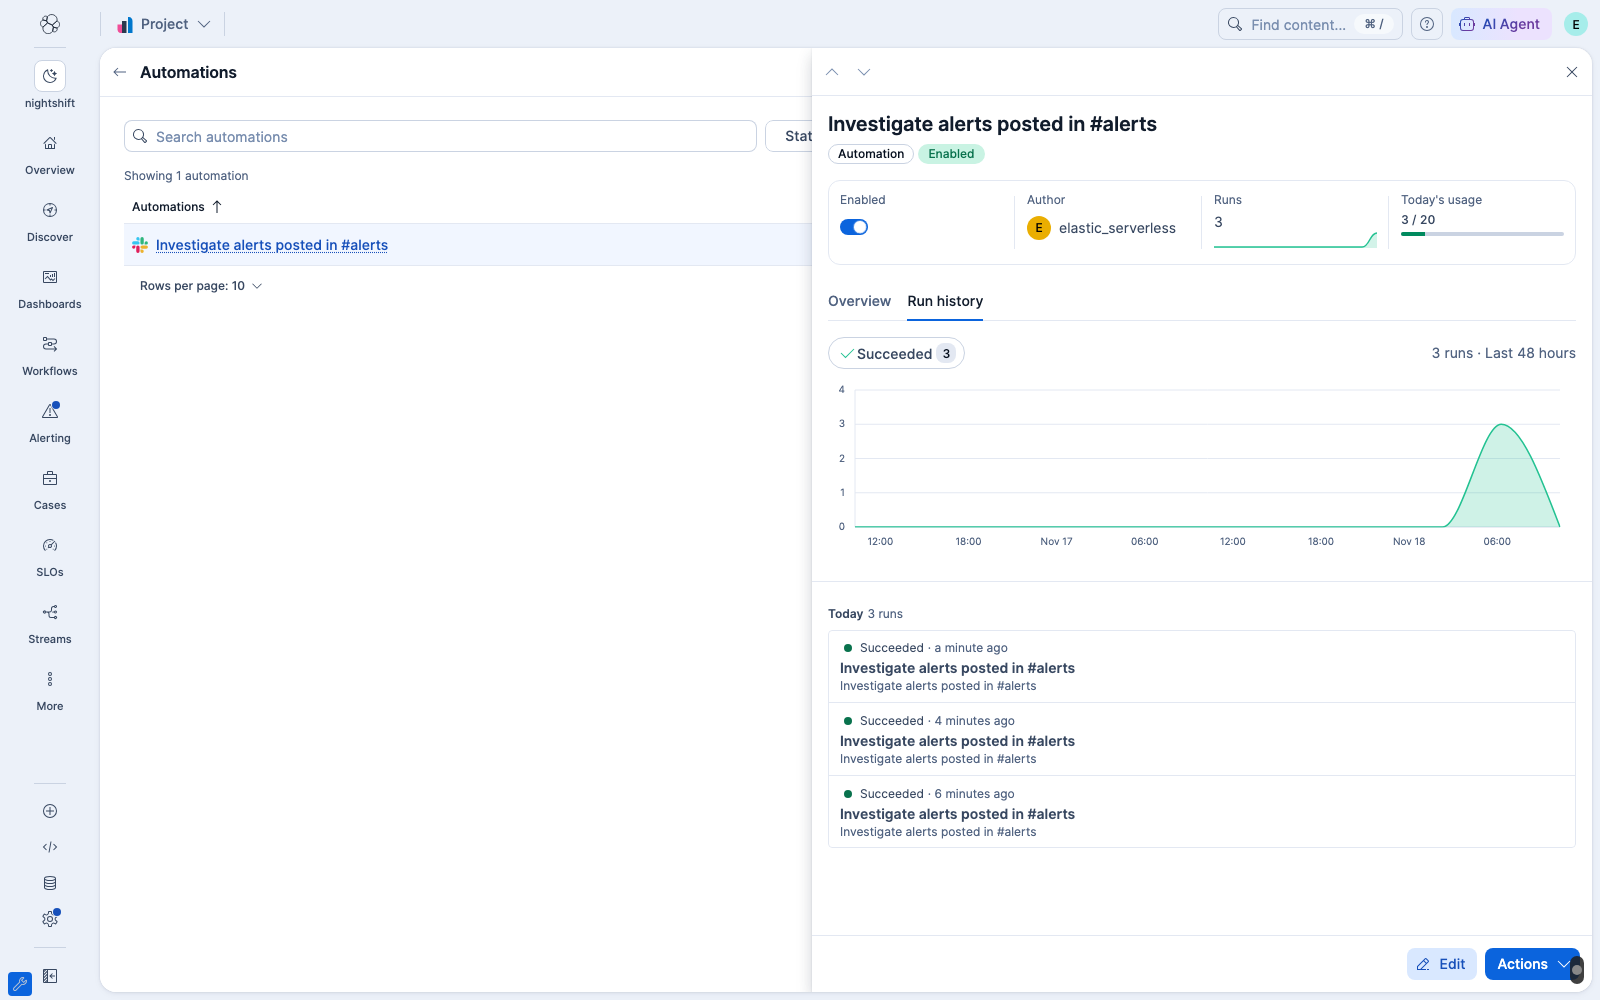 Project
Find content...
⌘ /
AI Agent
E
nightshift
Overview
Discover
Dashboards
Workflows
Alerting
Cases
SLOs
Streams
More
Automations
Search automations
Stat
Showing 1 automation
Automations
Investigate alerts posted in #alerts
Rows per page: 10
Investigate alerts posted in #alerts
Automation
Enabled
Enabled
Author
E
elastic_serverless
Runs
3
Today's usage
3 / 20
Overview
Run history
Succeeded 3
3 runs · Last 48 hours
4
3
2
1
0
12:00
18:00
Nov 17
06:00
12:00
18:00
Nov 18
06:00
Today 3 runs
Succeeded · a minute ago
Investigate alerts posted in #alerts
Investigate alerts posted in #alerts
Succeeded · 4 minutes ago
Investigate alerts posted in #alerts
Investigate alerts posted in #alerts
Succeeded · 6 minutes ago
Investigate alerts posted in #alerts
Investigate alerts posted in #alerts
Edit
Actions